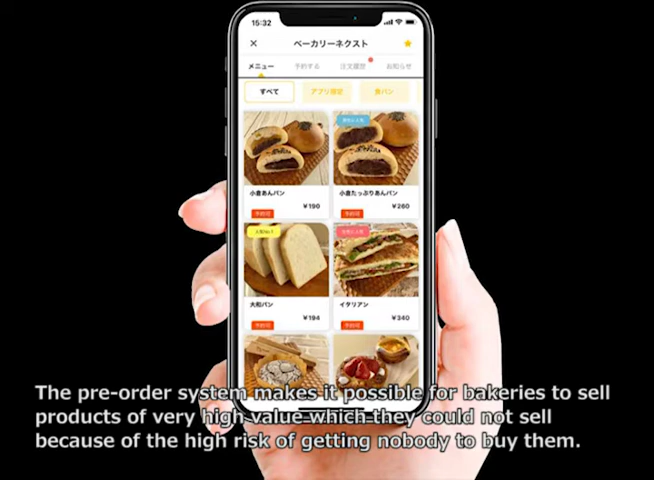 15:32
ベーカリーネクスト
メニュー 予約する 注文履歴 お知らせ
すべて アプリ限定 食パン
小倉あんパン 小倉たっぷりあんパン
¥190 ¥260
予約可 予約可
人気No.1
大和パン イタリアン
¥194 ¥340
予約可 予約可
The pre-order system makes it possible for bakeries to sell
products of very high value which they could not sell
because of the high risk of getting nobody to buy them.